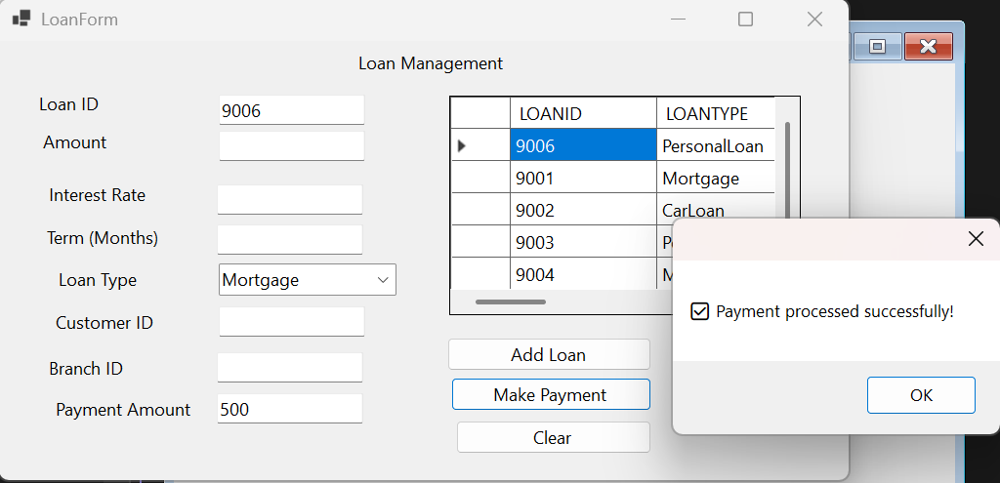 LoanForm
Loan Management
Loan ID
9006
Amount
Interest Rate
Term (Months)
Loan Type
Mortgage
Customer ID
Branch ID
Payment Amount
500
LOANID LOANTYPE
9006 PersonalLoan
9001 Mortgage
9002 CarLoan
9003
9004
Add Loan
Make Payment
Clear
Payment processed successfully!
OK